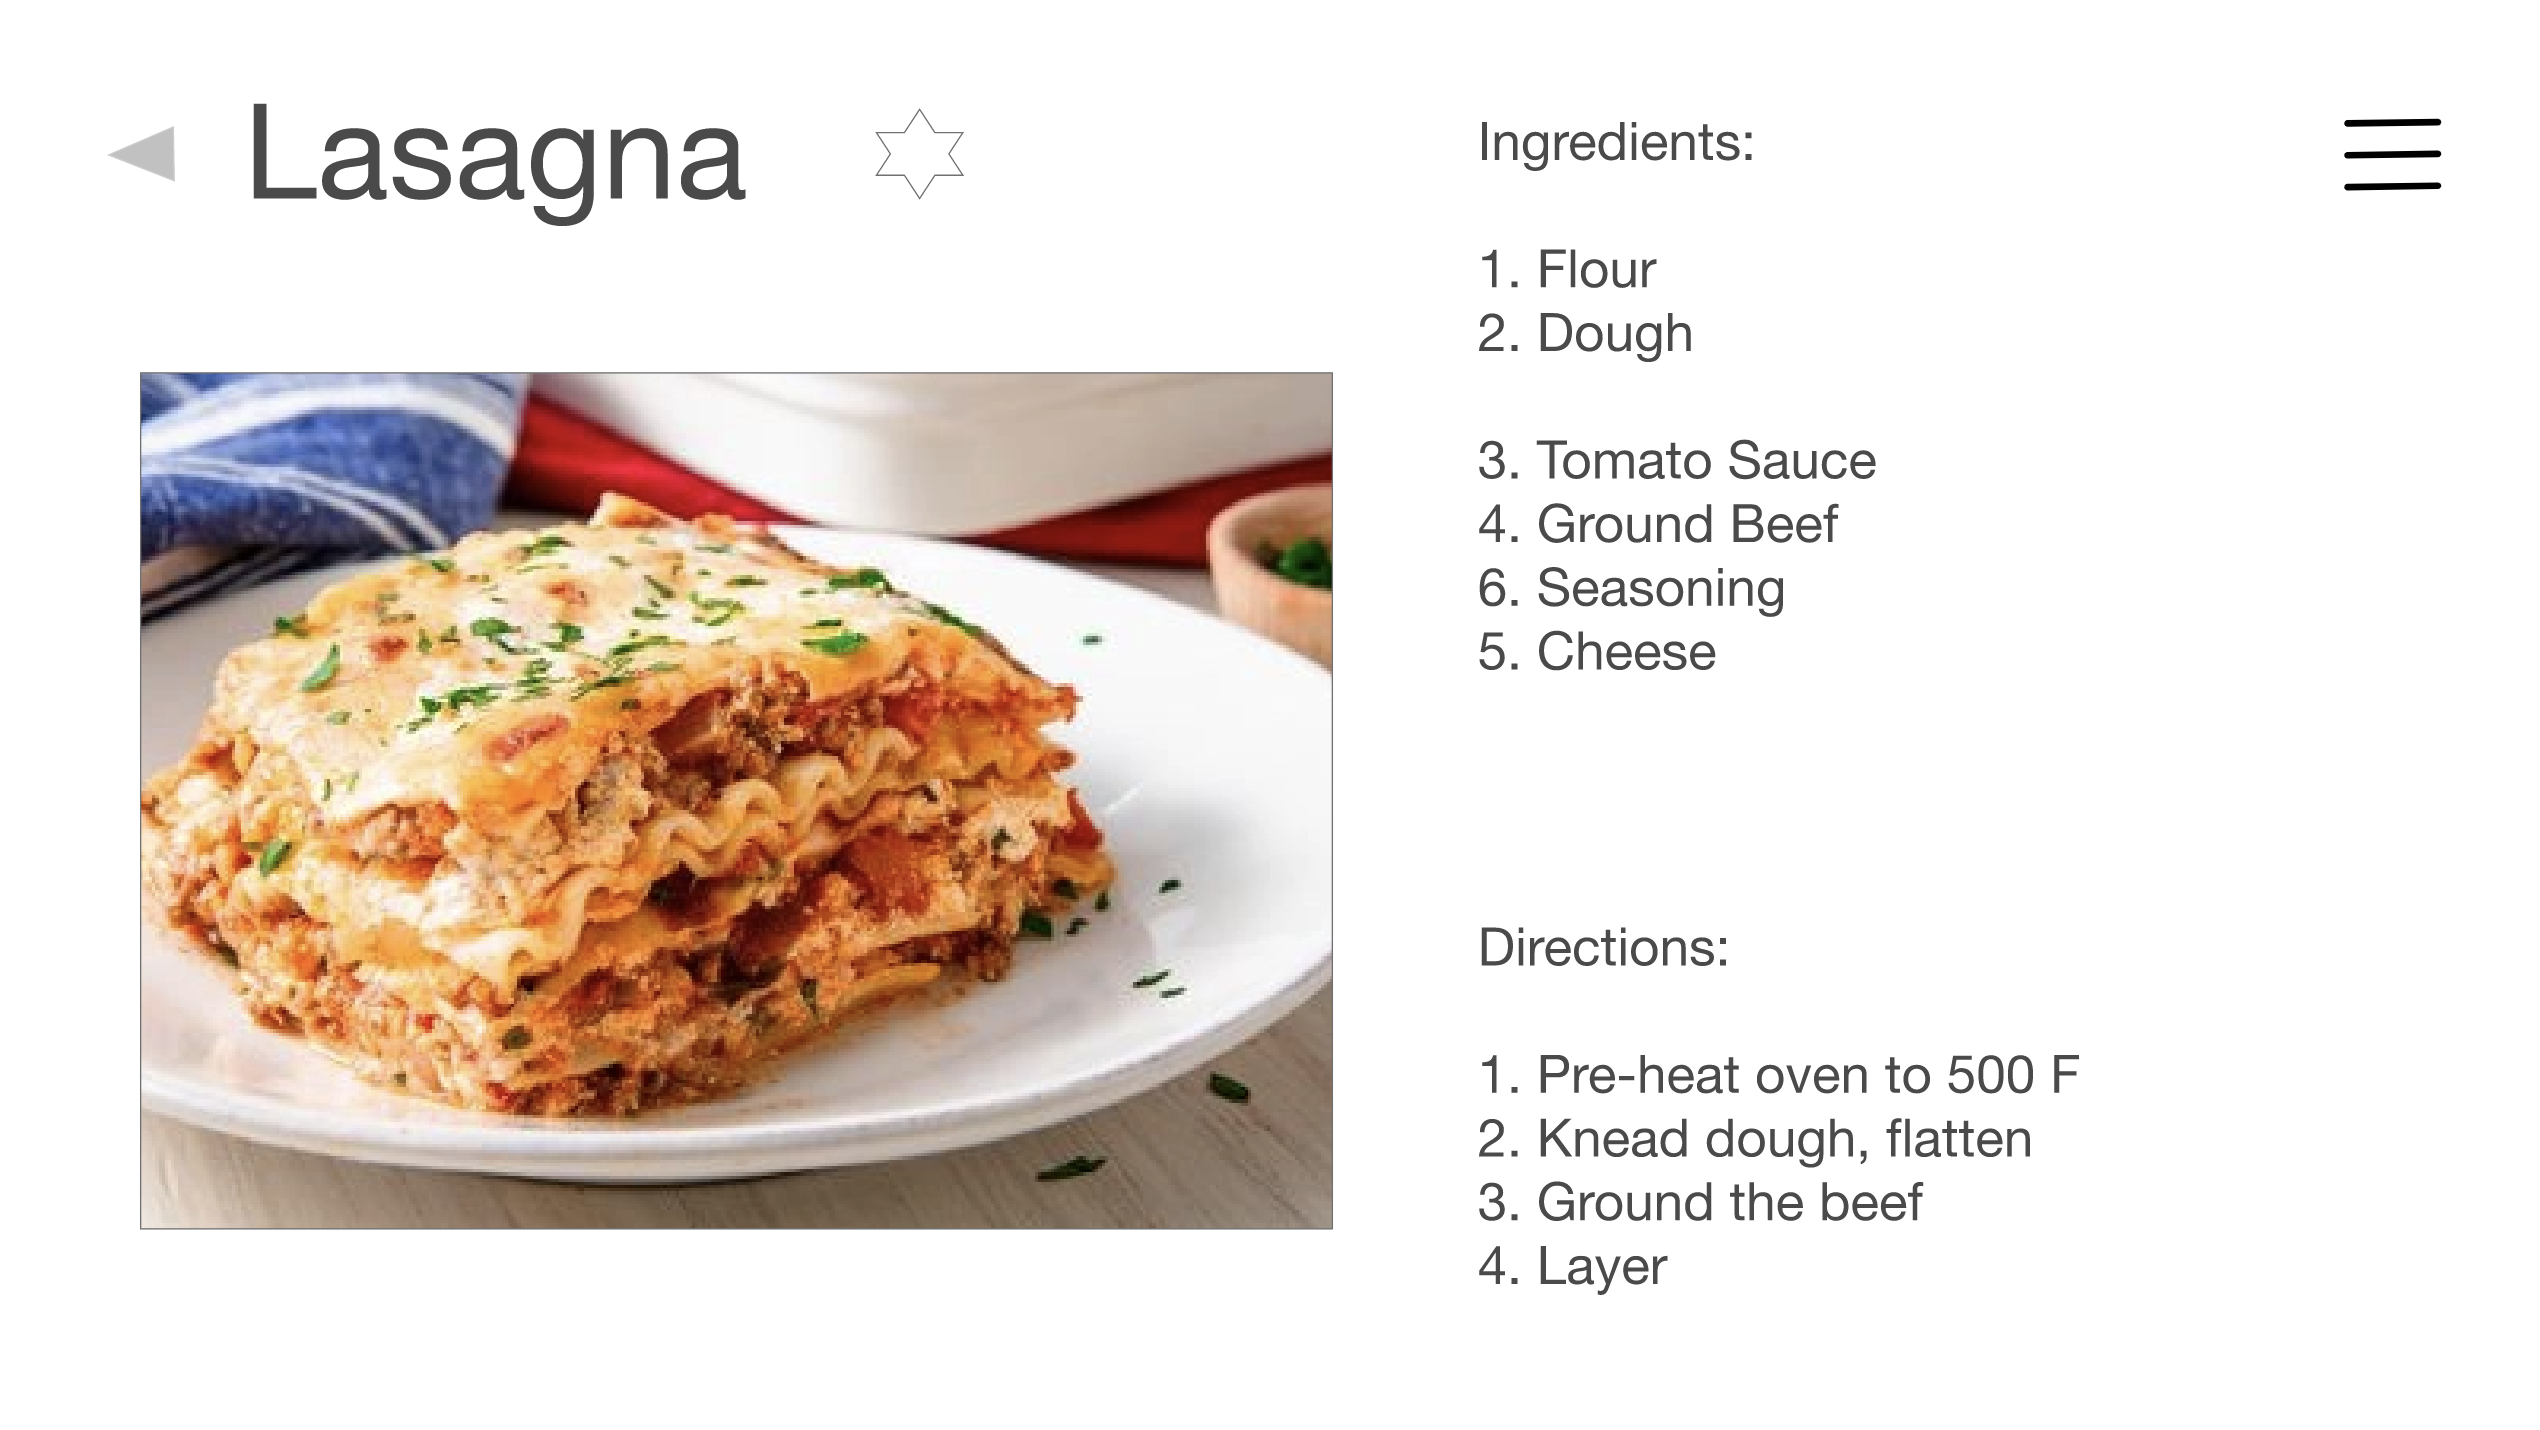 Lasagna
Ingredients:
1. Flour
2. Dough
3. Tomato Sauce
4. Ground Beef
6. Seasoning
5. Cheese
Directions:
1. Pre-heat oven to 500 F
2. Knead dough, flatten
3. Ground the beef
4. Layer